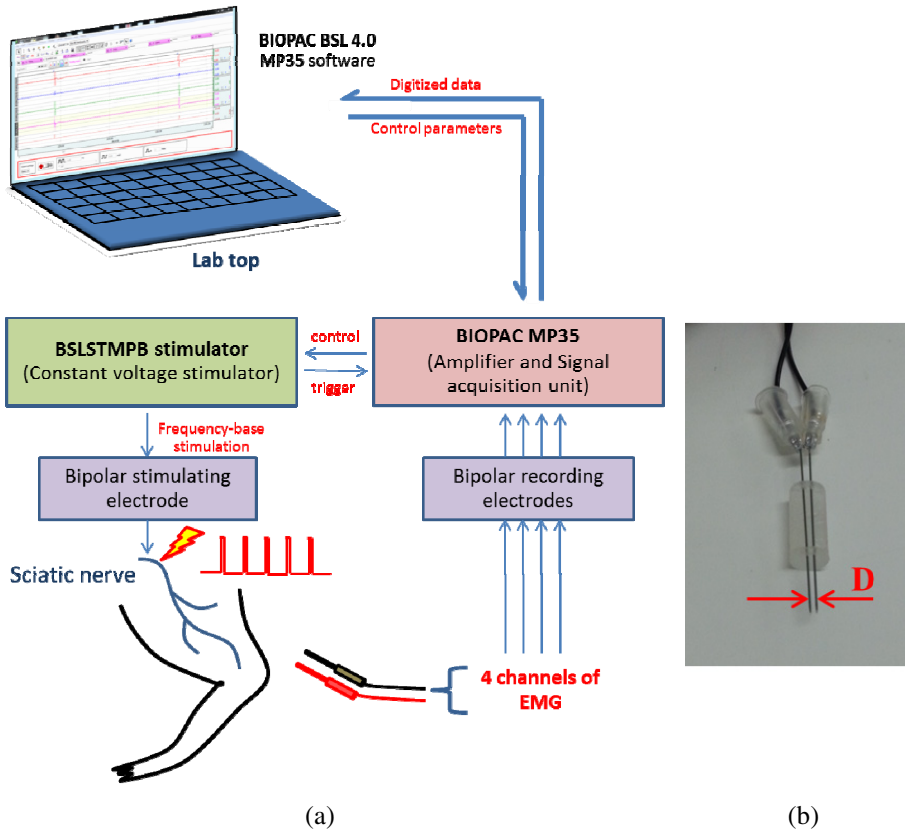 BIOPAC BSL 4.0
MP35 software
Digitized data
Control parameters
Lab top
BSLSTMPB stimulator
(Constant voltage stimulator)
control
trigger
BIOPAC MP35
(Amplifier and Signal
acquisition unit)
Frequency-base
stimulation
Bipolar stimulating
electrode
Bipolar recording
electrodes
Sciatic nerve
4 channels of
EMG
D
(a)
(b)